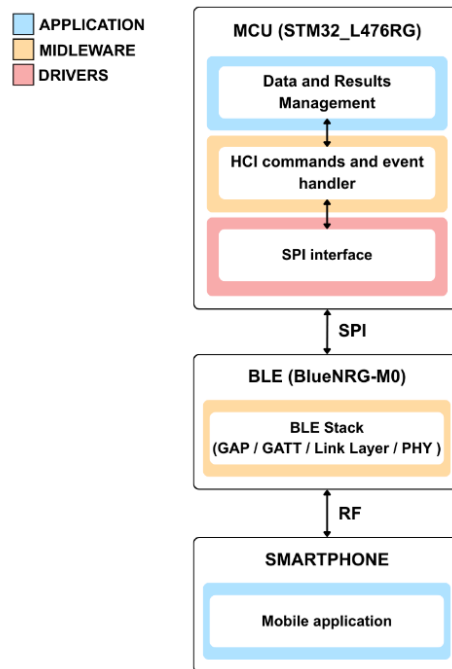 APPLICATION
MIDLEWARE
DRIVERS
MCU (STM32_L476RG)
Data and Results
Management
HCI commands and event
handler
SPI interface
SPI
BLE (BlueNRG-M0)
BLE Stack
(GAP / GATT / Link Layer / PHY )
RF
SMARTPHONE
Mobile application